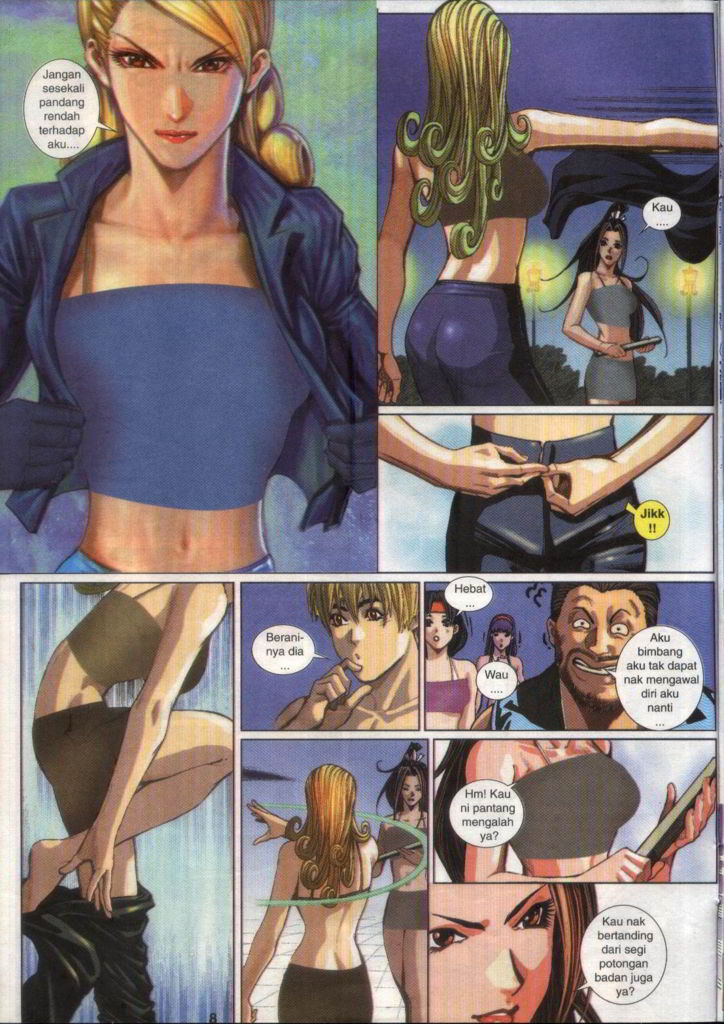 Jangan
sesekali
pandang
rendah
terhadap
aku....
Kau
....
Jikk
!!
Berani-
nya dia
...
Hebat
...
Wau
....
Aku
bimbang
aku tak dapat
nak mengawal
diri aku
nanti
...
Hm! Kau
ni pantang
mengalah
ya?
Kau nak
bertanding
dari segi
potongan
badan juga
ya?
8